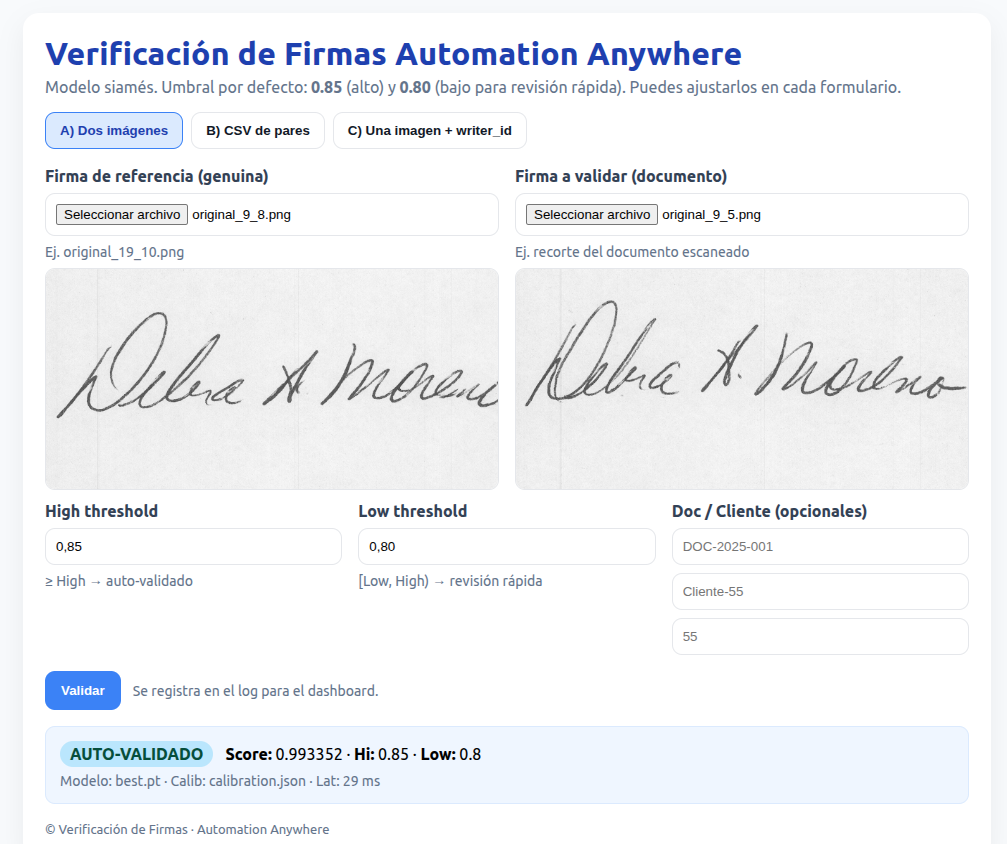 Verificación de Firmas Automation Anywhere
Modelo siamés. Umbral por defecto: 0.85 (alto) y 0.80 (bajo para revisión rápida). Puedes ajustarlos en cada formulario.
A) Dos imágenes
B) CSV de pares
C) Una imagen + writer_id
Firma de referencia (genuina)
Seleccionar archivo original_9_8.png
Ej. original_19_10.png
Debra H Moreno
Firma a validar (documento)
Seleccionar archivo original_9_5.png
Ej. recorte del documento escaneado
Debra H. Moreno
High threshold
0,85
≥ High → auto-validado
Low threshold
0,80
[Low, High) → revisión rápida
Doc / Cliente (opcionales)
DOC-2025-001
Cliente-55
55
Validar
Se registra en el log para el dashboard.
AUTO-VALIDADO Score: 0.993352 · Hi: 0.85 · Low: 0.8
Modelo: best.pt · Calib: calibration.json · Lat: 29 ms
© Verificación de Firmas · Automation Anywhere